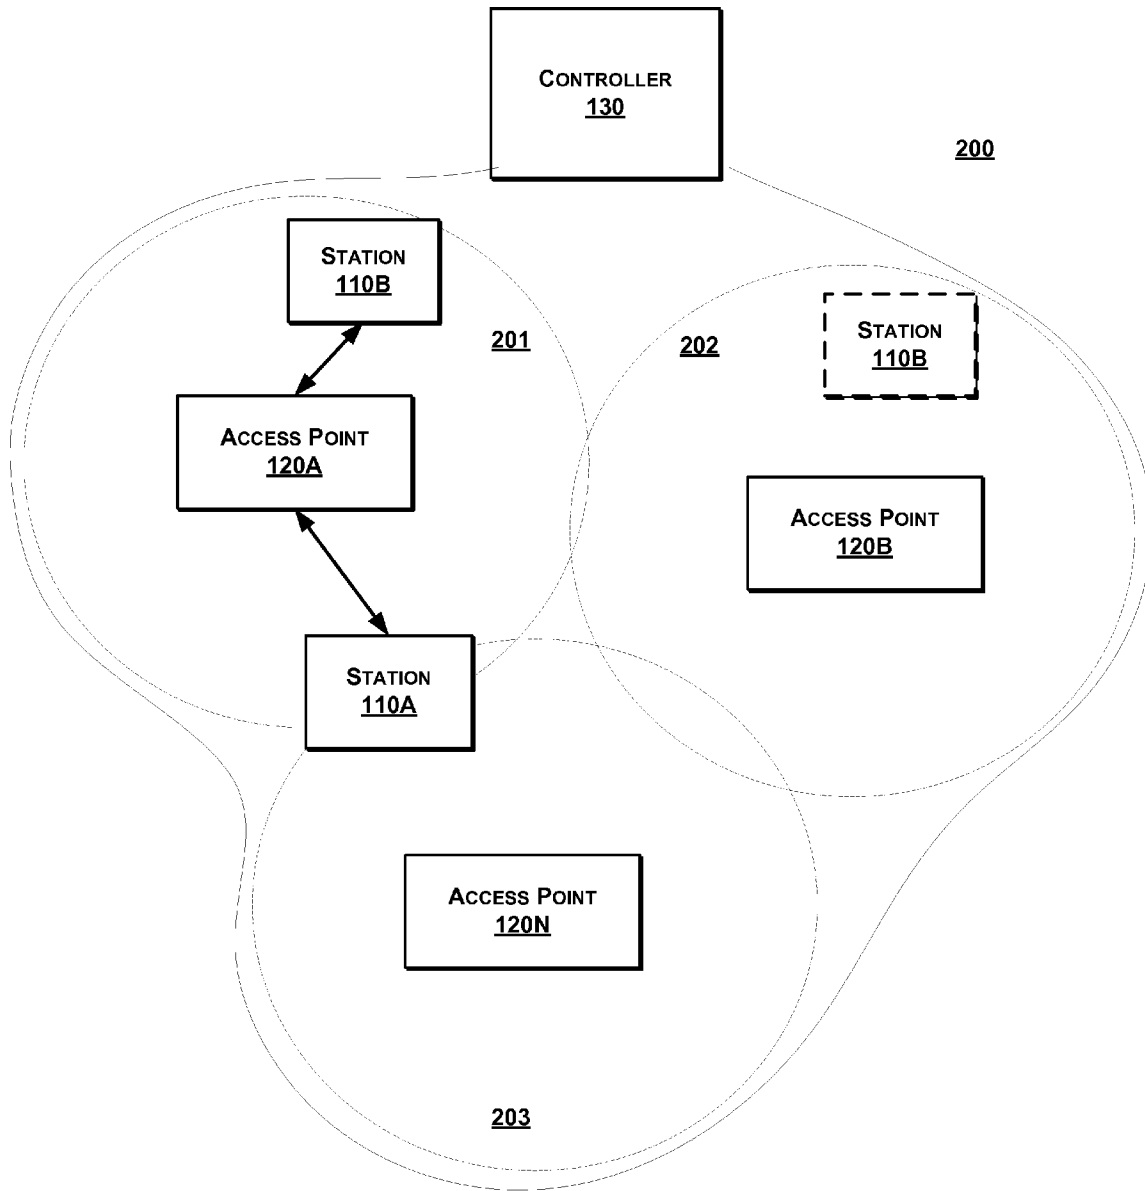 CONTROLLER
130
200
STATION
110B
201
202
STATION
110B
ACCESS POINT
120A
ACCESS POINT
120B
STATION
110A
ACCESS POINT
120N
203